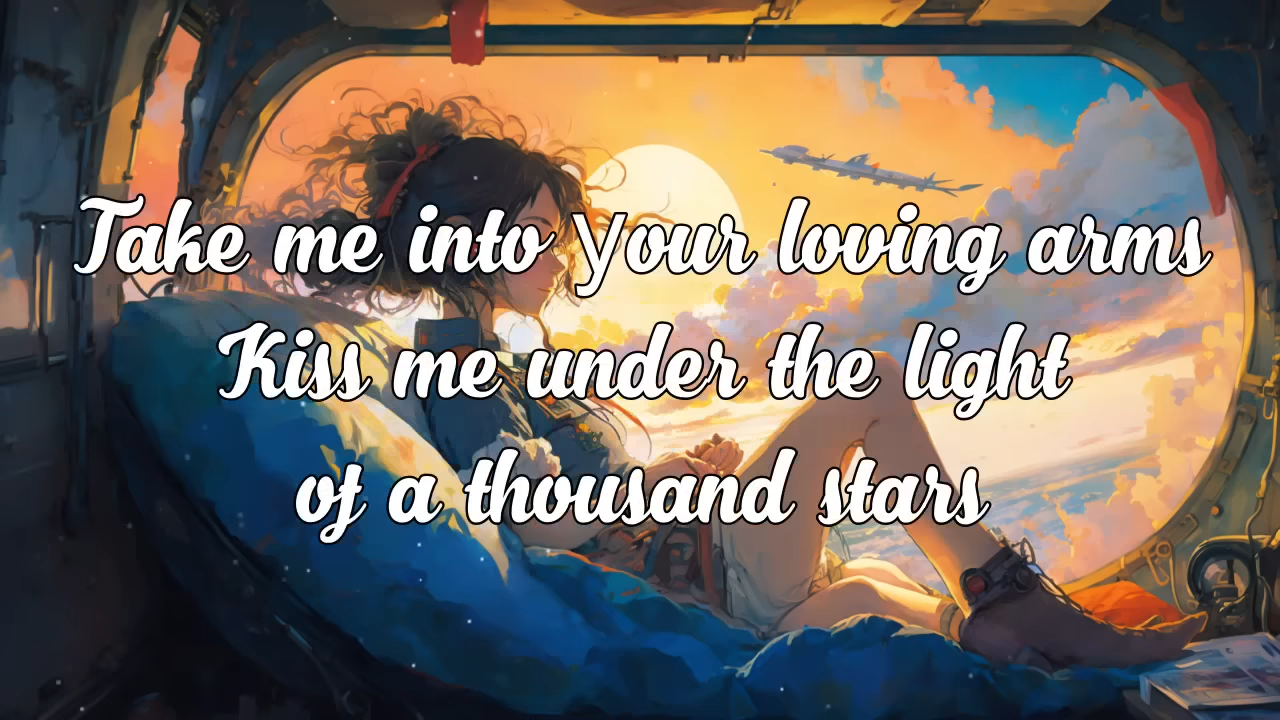 Take me into your loving arms
Kiss me under the light
of a thousand stars